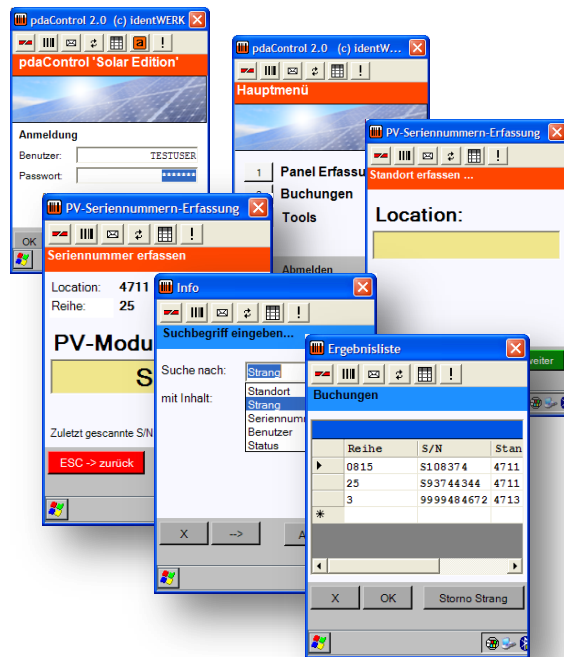 pdaControl 2.0 (c) identWERK
a !
pdaControl 'Solar Edition'
Anmeldung
Benutzer: TESTUSER
Passwort: *******
OK
pdaControl 2.0 (c) identW...
!
Hauptmenü
1 Panel Erfassu
Buchungen
Tools
Abmelden
PV-Seriennummern-Erfassung
!
Standort erfassen ...
Location:
eiter
PV-Seriennummern-Erfassung
!
Seriennummer erfassen
Location: 4711
Reihe: 25
PV-Modu
S
Zuletzt gescannte S/N
ESC -> zurück
Info
!
Suchbegriff eingeben...
Suche nach: Strang
mit Inhalt:
Standort
Strang
Seriennumm
Benutzer
Status
X --> A
Ergebnisliste
!
Buchungen
Reihe S/N Stan
0815 S108374 4711
25 S93744344 4711
3 9999484672 4713
*
X OK Storno Strang